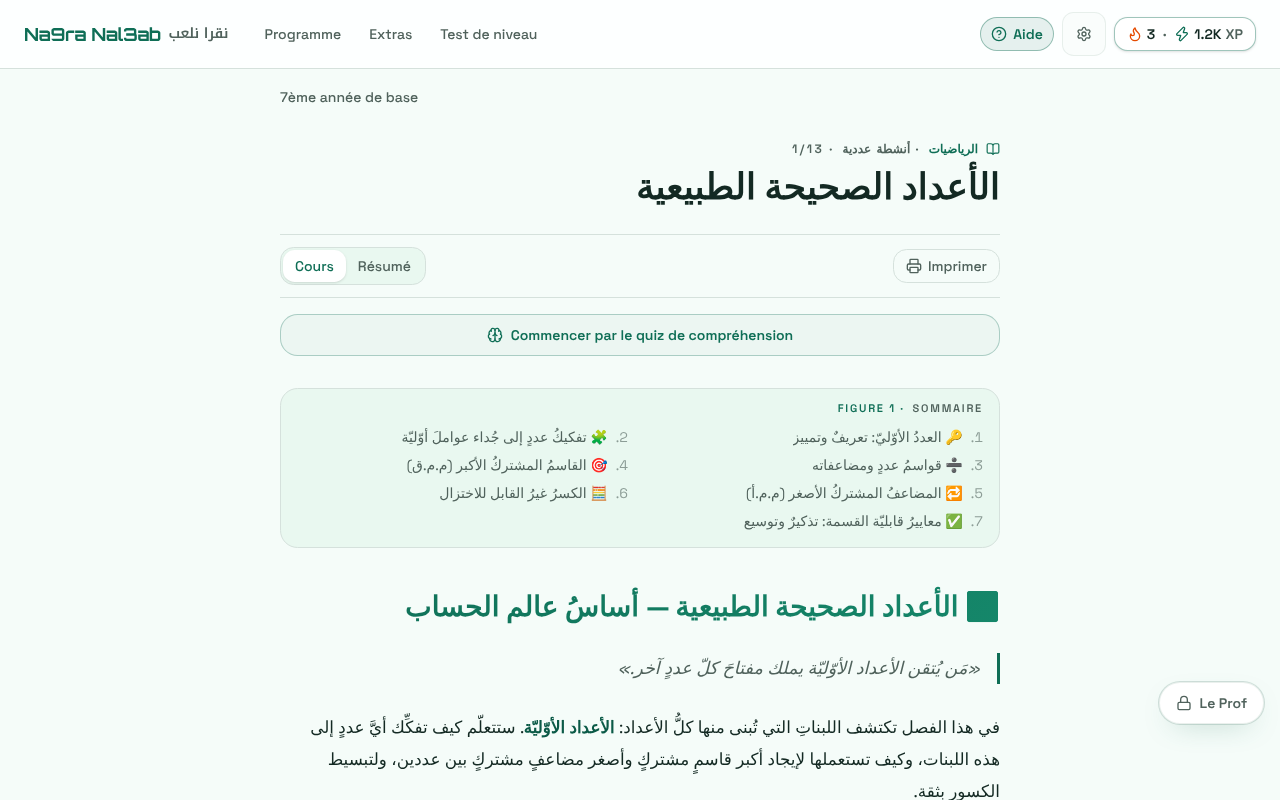 Na9ra Nal3ab نقرا نلعب Programme Extras Test de niveau Aide 3 · 1.2K XP
7ème année de base
الرياضيات · أنشطة عددية · 1/13
الأعداد الصحيحة الطبيعية
Cours Résumé Imprimer
Commencer par le quiz de compréhension
FIGURE 1 · SOMMAIRE
1. 🔑 العددُ الأوّليّ: تعريفٌ وتمييز
2. 🧩 تفكيكُ عددٍ إلى جُداء عواملَ أوّليّة
3. ➗ قواسمُ عددٍ ومضاعفاته
4. 🎯 القاسمُ المشتركُ الأكبر (م.م.ق)
5. 🔁 المضاعفُ المشتركُ الأصغر (م.م.أ)
6. 🧮 الكسرُ غيرُ القابل للاختزال
7. ✅ معاييرُ قابليّة القسمة: تذكيرٌ وتوسيع
🟩 الأعداد الصحيحة الطبيعية — أساسُ عالم الحساب
«مَن يُتقن الأعداد الأوّليّة يملك مفتاحَ كلّ عددٍ آخر.»
في هذا الفصل تكتشف اللبناتِ التي تُبنى منها كلُّ الأعداد: الأعداد الأوّليّة. ستتعلّم كيف تفكِّك أيَّ عددٍ إلى
هذه اللبنات، وكيف تستعملها لإيجاد أكبر قاسمٍ مشتركٍ وأصغر مضاعفٍ مشتركٍ بين عددين، ولتبسيط
الكسور بثقة.
Le Prof